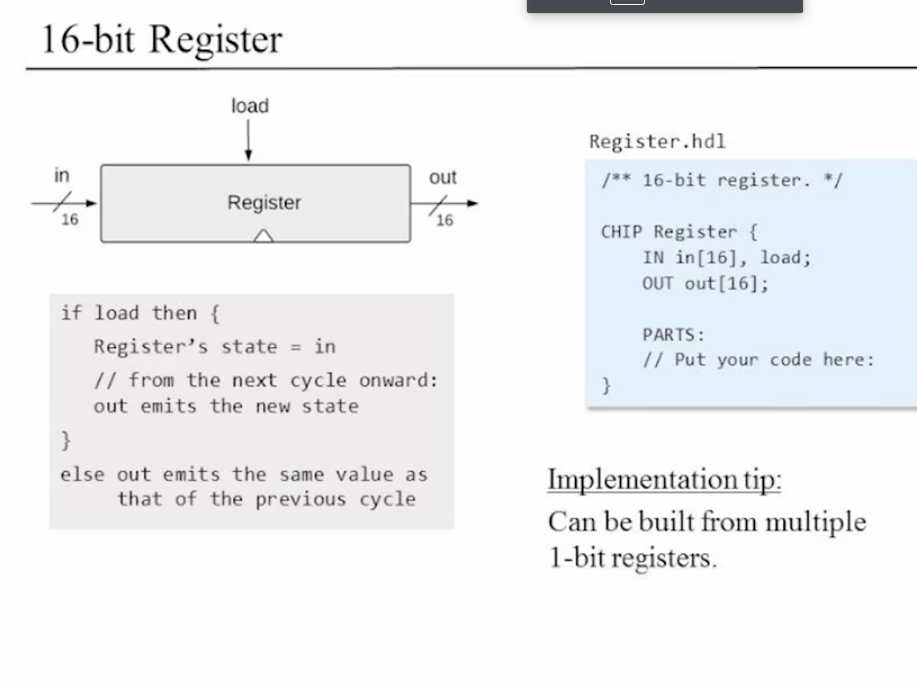 16-bit Register
load
in
16
Register
out
16
if load then {
Register’s state = in
// from the next cycle onward:
out emits the new state
}
else out emits the same value as
that of the previous cycle
Register.hdl
/** 16-bit register. */
CHIP Register {
IN in[16], load;
OUT out[16];
PARTS:
// Put your code here:
}
Implementation tip:
Can be built from multiple
1-bit registers.